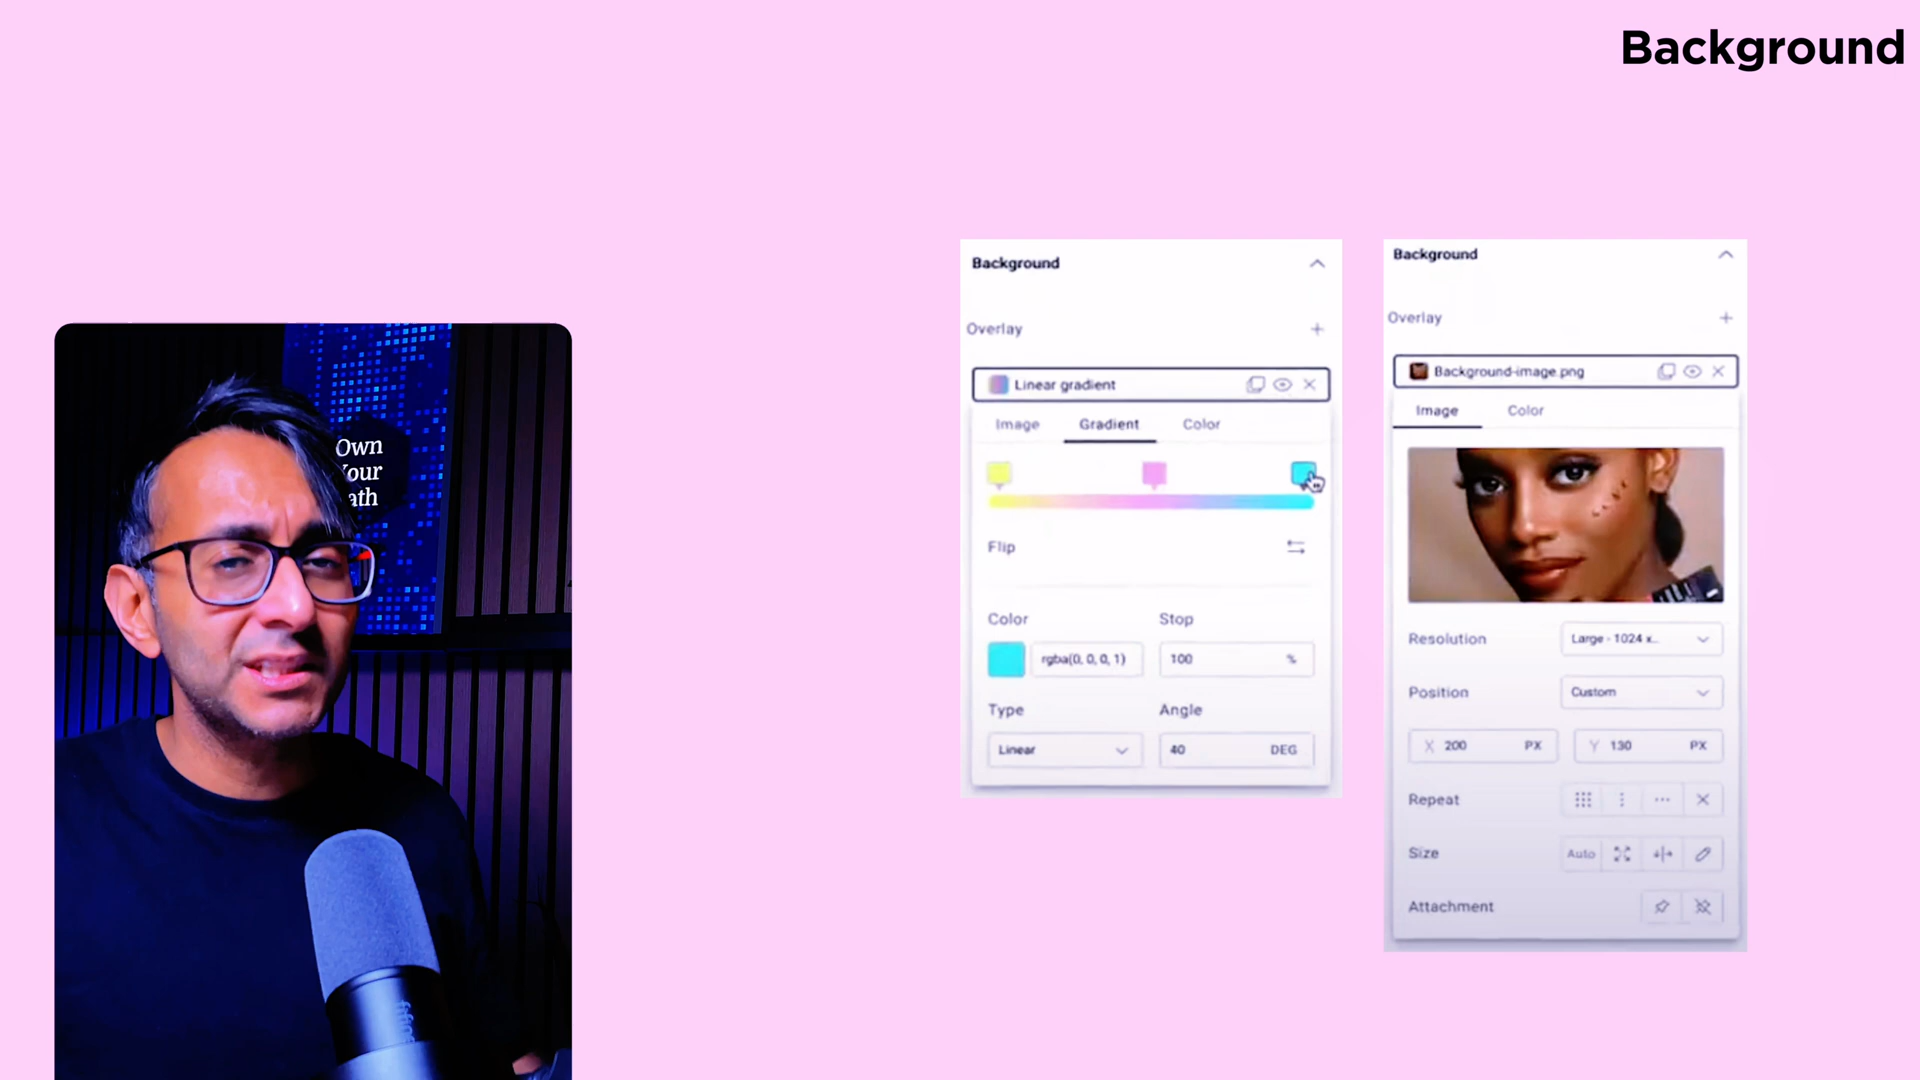 Background
Own
Your
Path
Background
Overlay
Linear gradient
Image Gradient Color
Flip
Color Stop
rgba(0, 0, 0, 1) 100 %
Type Angle
Linear 40 DEG
Background
Overlay
Background-image.png
Image Color
Resolution Large - 1024 x...
Position Custom
X 200 PX Y 130 PX
Repeat
Size Auto
Attachment